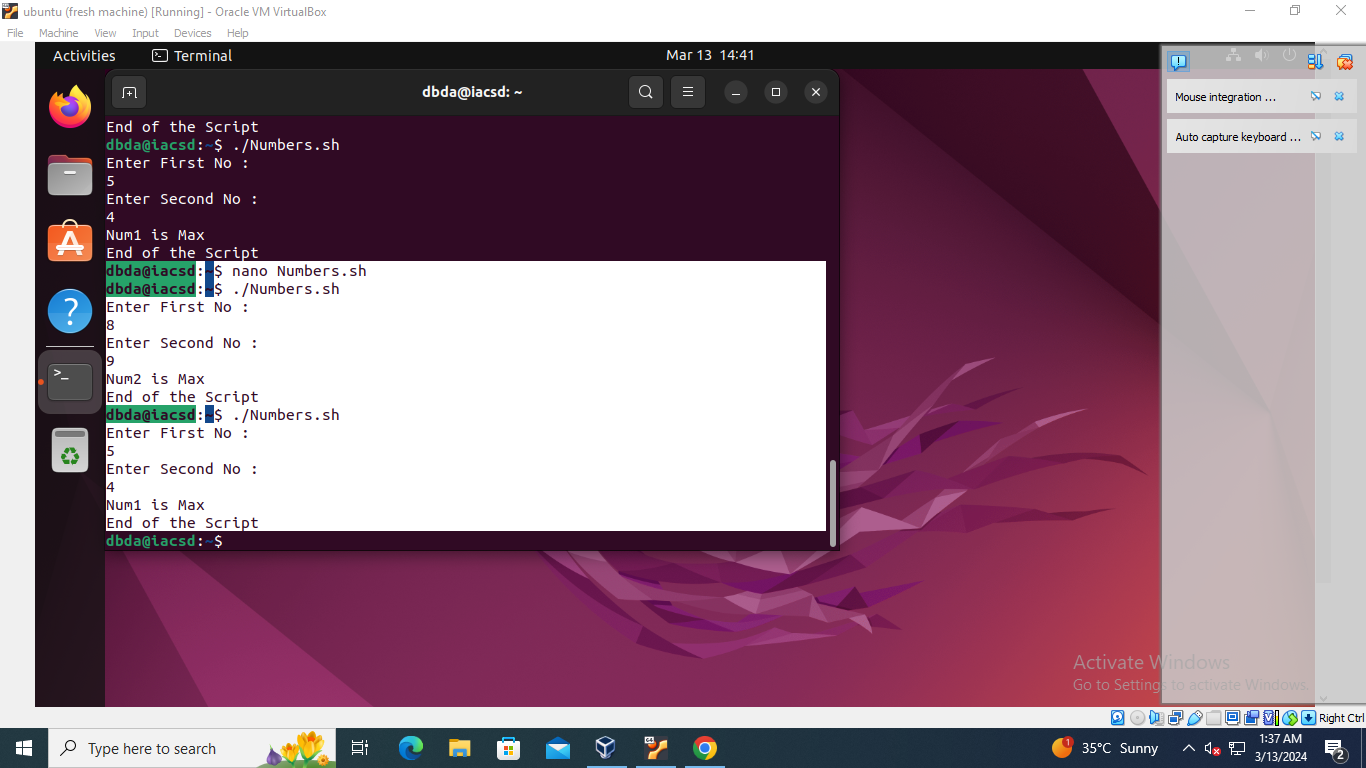 ubuntu (fresh machine) [Running] - Oracle VM VirtualBox
File Machine View Input Devices Help
Activities Terminal Mar 13 14:41
dbda@iacsd: ~
End of the Script
dbda@iacsd:~$ ./Numbers.sh
Enter First No :
5
Enter Second No :
4
Num1 is Max
End of the Script
dbda@iacsd:~$ nano Numbers.sh
dbda@iacsd:~$ ./Numbers.sh
Enter First No :
8
Enter Second No :
9
Num2 is Max
End of the Script
dbda@iacsd:~$ ./Numbers.sh
Enter First No :
5
Enter Second No :
4
Num1 is Max
End of the Script
dbda@iacsd:~$
Mouse integration ...
Auto capture keyboard ...
Activate Windows
Go to Settings to activate Windows.
Right Ctrl
Type here to search
1
35°C Sunny
1:37 AM
3/13/2024
2